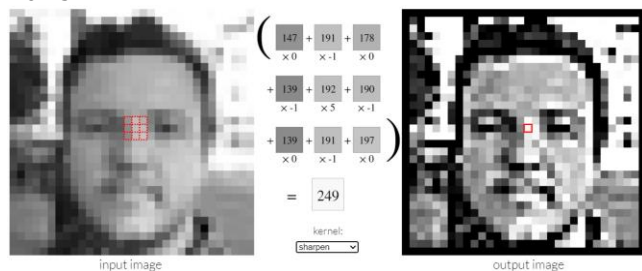 ( 147 + 191 + 178
× 0 × -1 × 0
+ 139 + 192 + 190
× -1 × 5 × -1
+ 139 + 191 + 197 )
× 0 × -1 × 0
= 249
kernel:
sharpen
input image
output image